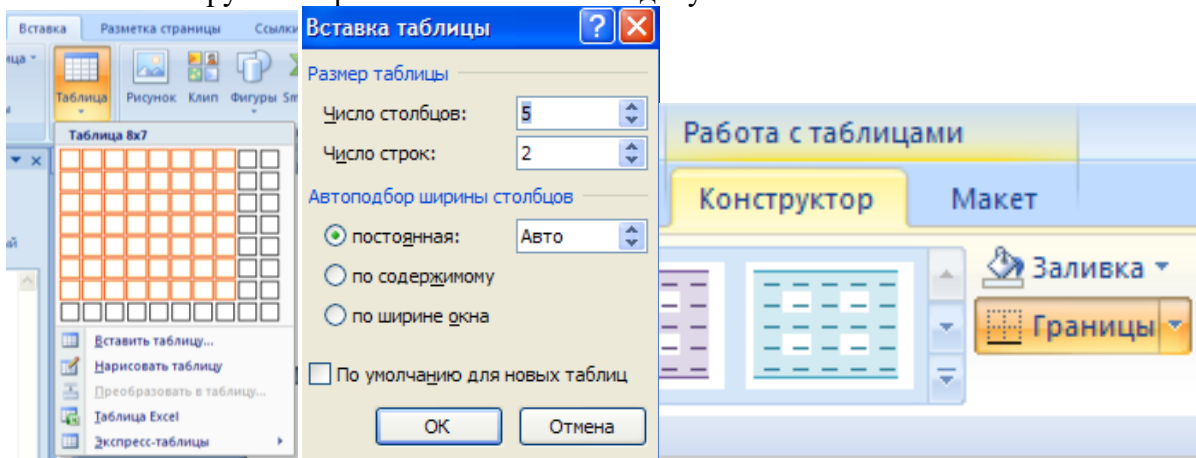 Вставка Разметка страницы Ссылки
Таблица Рисунок Клип Фигуры Sm
Таблица 8x7
Вставить таблицу...
Нарисовать таблицу
Преобразовать в таблицу...
Таблица Excel
Экспресс-таблицы
Вставка таблицы
Размер таблицы
Число столбцов: 5
Число строк: 2
Автоподбор ширины столбцов
постоянная: Авто
по содержимому
по ширине окна
По умолчанию для новых таблиц
ОК Отмена
Работа с таблицами
Конструктор Макет
Заливка
Границы